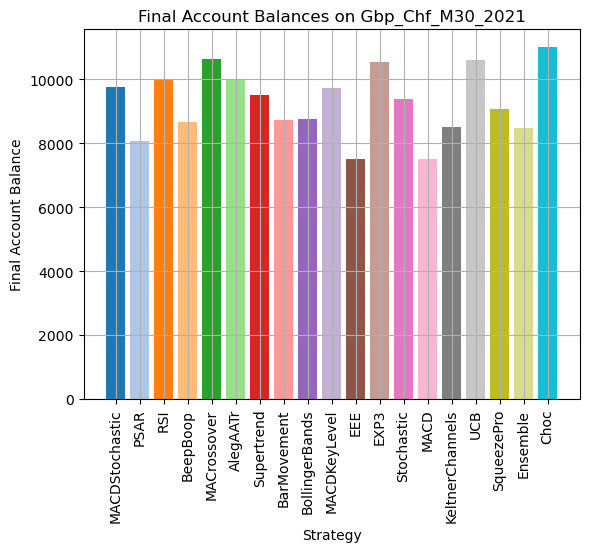 Final Account Balances on Gbp_Chf_M30_2021
Final Account Balance
10000
8000
6000
4000
2000
0
MACDStochastic
PSAR
RSI
BeepBoop
MACrossover
AlegAATr
Supertrend
BarMovement
BollingerBands
MACDKeyLevel
EEE
EXP3
Stochastic
MACD
KeltnerChannels
UCB
SqueezePro
Ensemble
Choc
Strategy